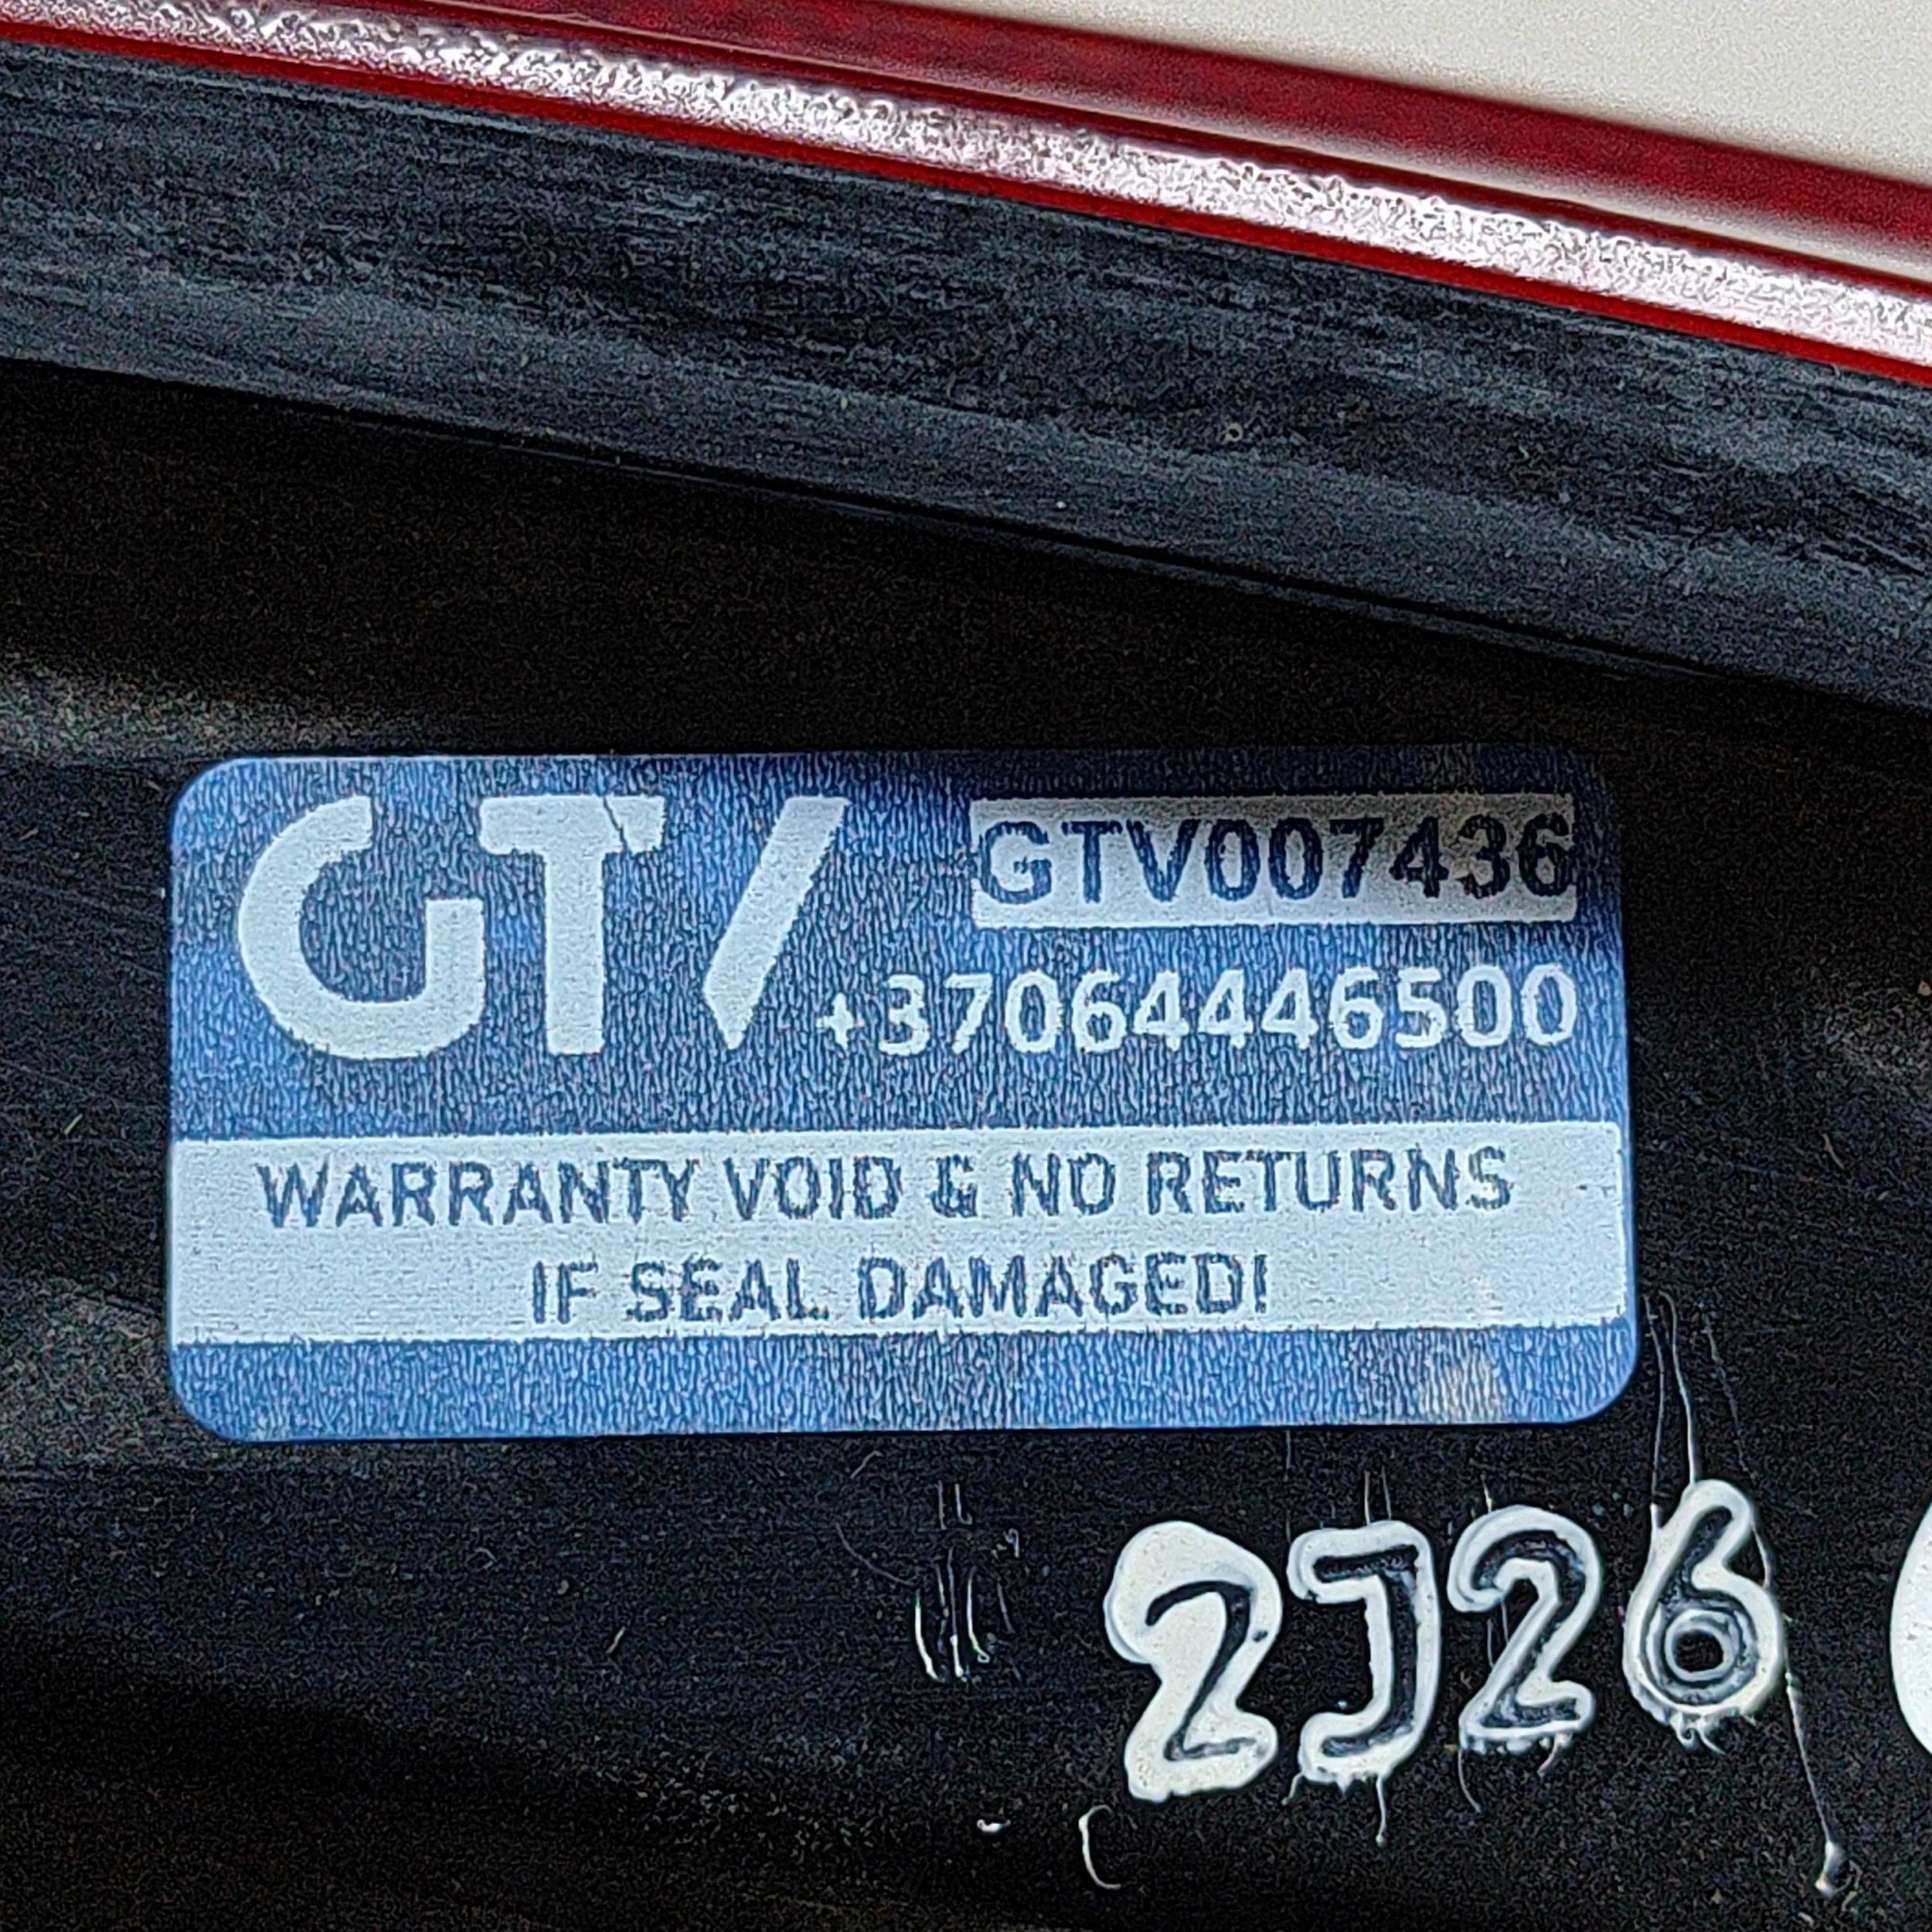 GTV GTV007436
+37064446500
WARRANTY VOID & NO RETURNS
IF SEAL DAMAGED!
2J26